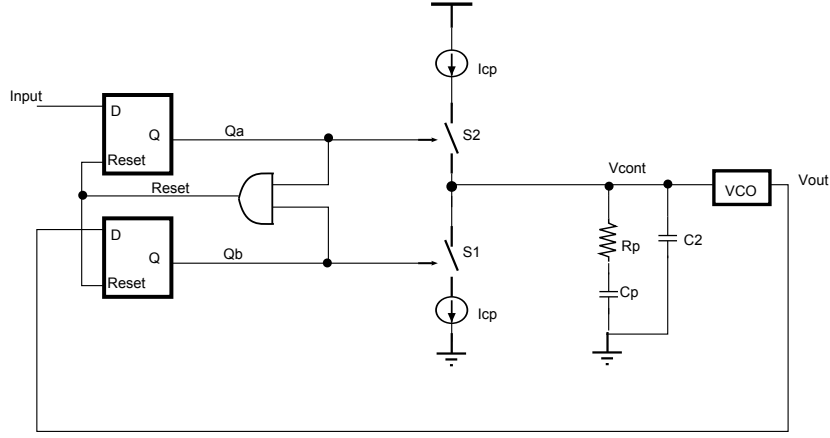 Icp
Input
D
Q
Qa
S2
Reset
Reset
Vcont
VCO
Vout
D
Q
Qb
S1
Rp
C2
Reset
Cp
Icp